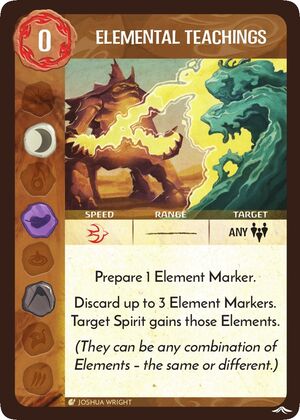 0
ELEMENTAL TEACHINGS
SPEED RANGE TARGET
ANY
Prepare 1 Element Marker.
Discard up to 3 Element Markers.
Target Spirit gains those Elements.
(They can be any combination of
Elements – the same or different.)
JOSHUA WRIGHT